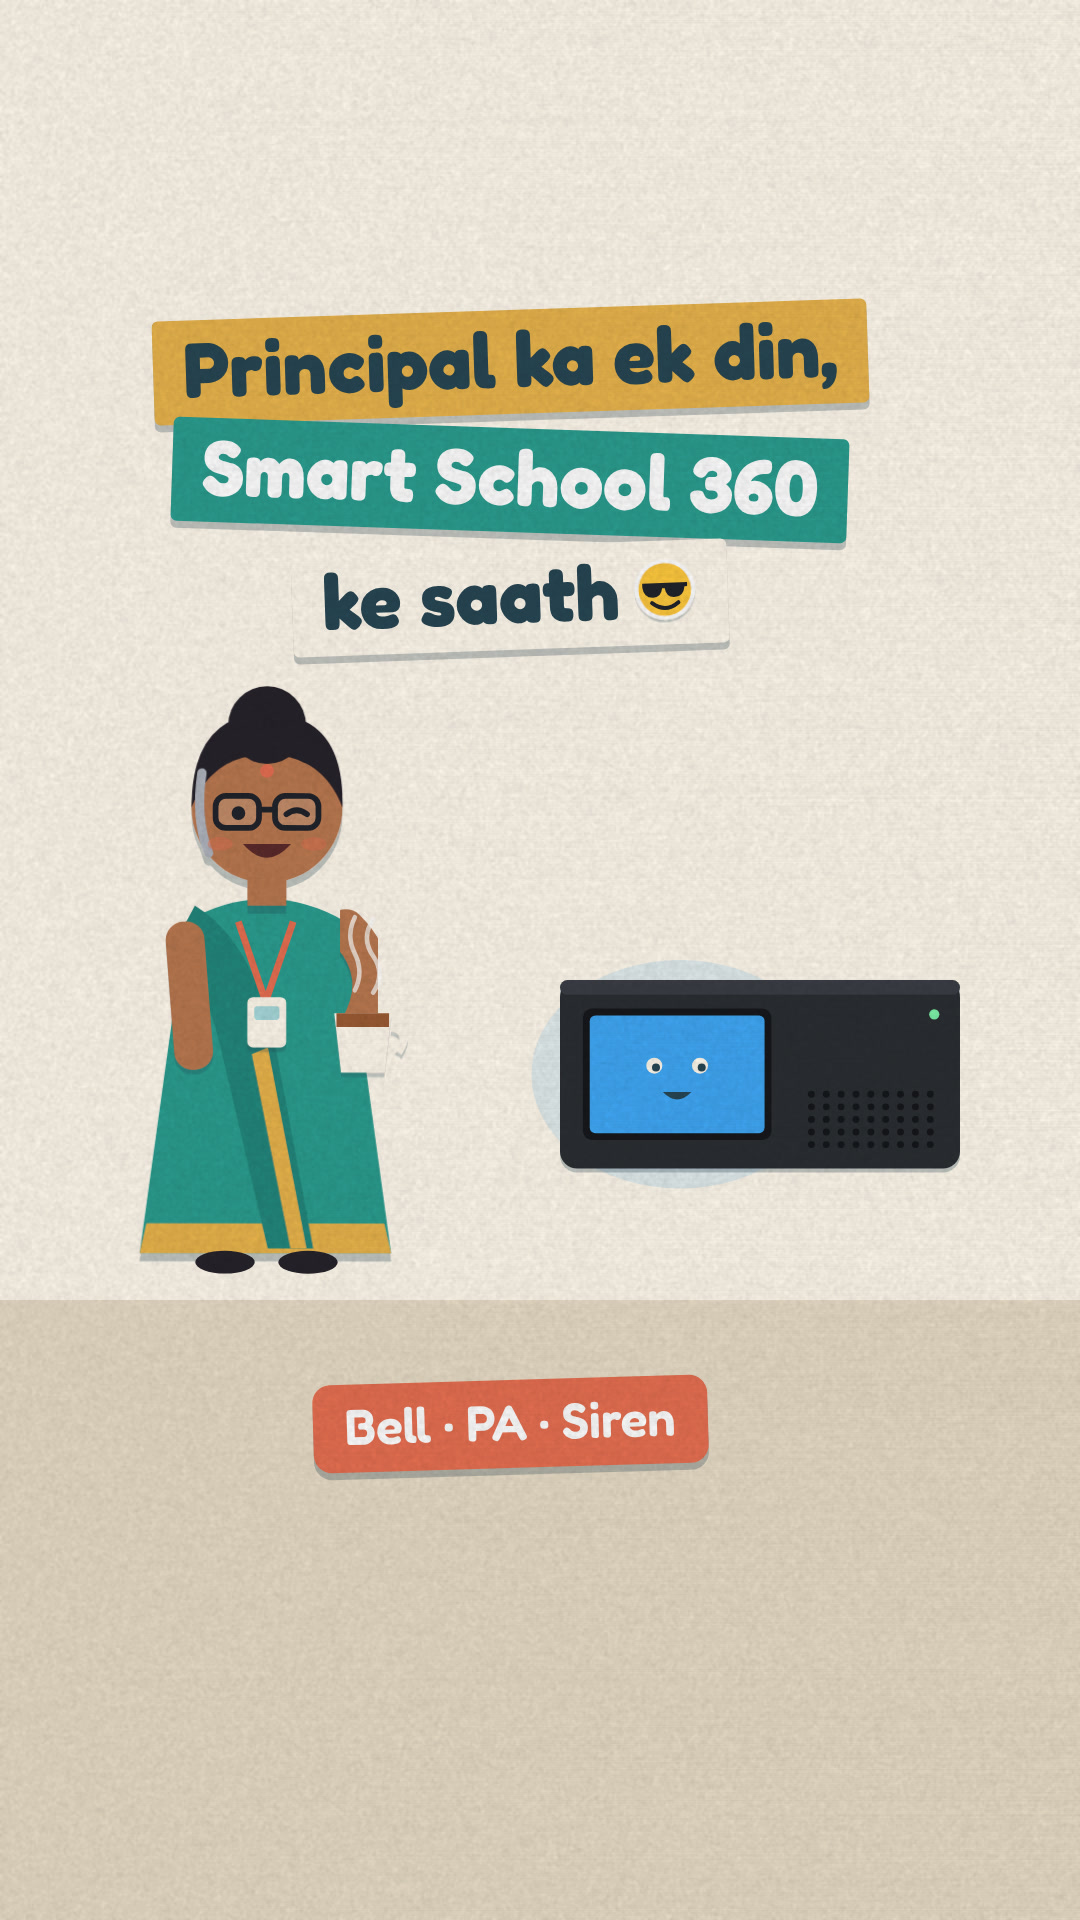 Principal ka ek din,
Smart School 360
ke saath 😎
Bell · PA · Siren